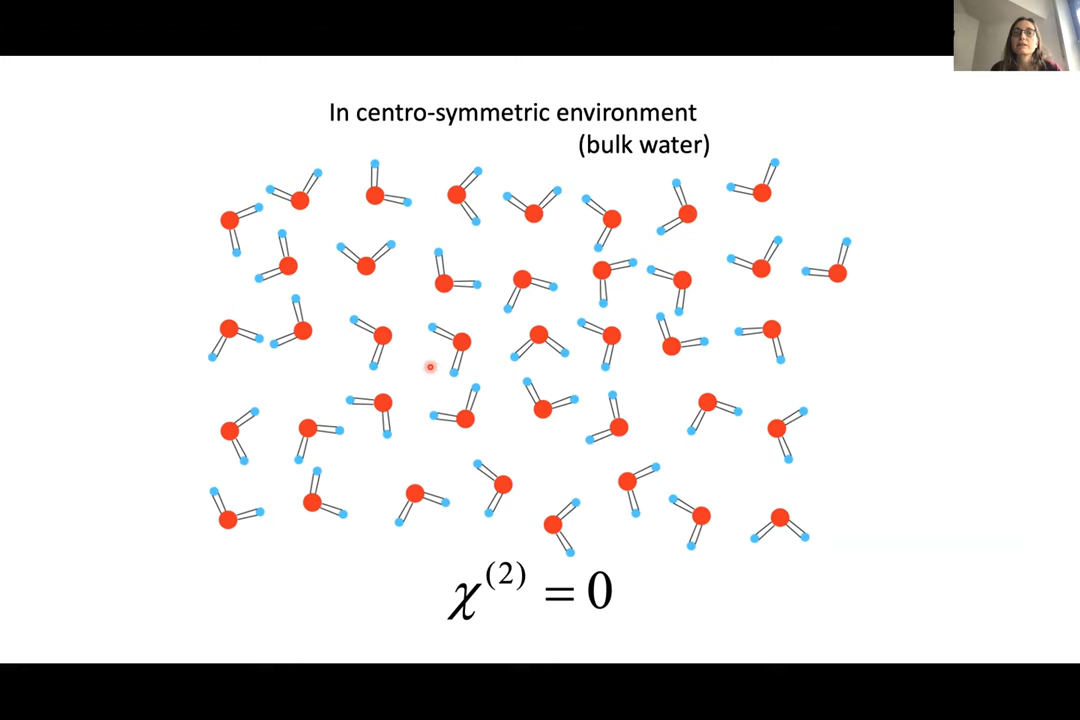 In centro-symmetric environment
(bulk water)
χ(2) = 0